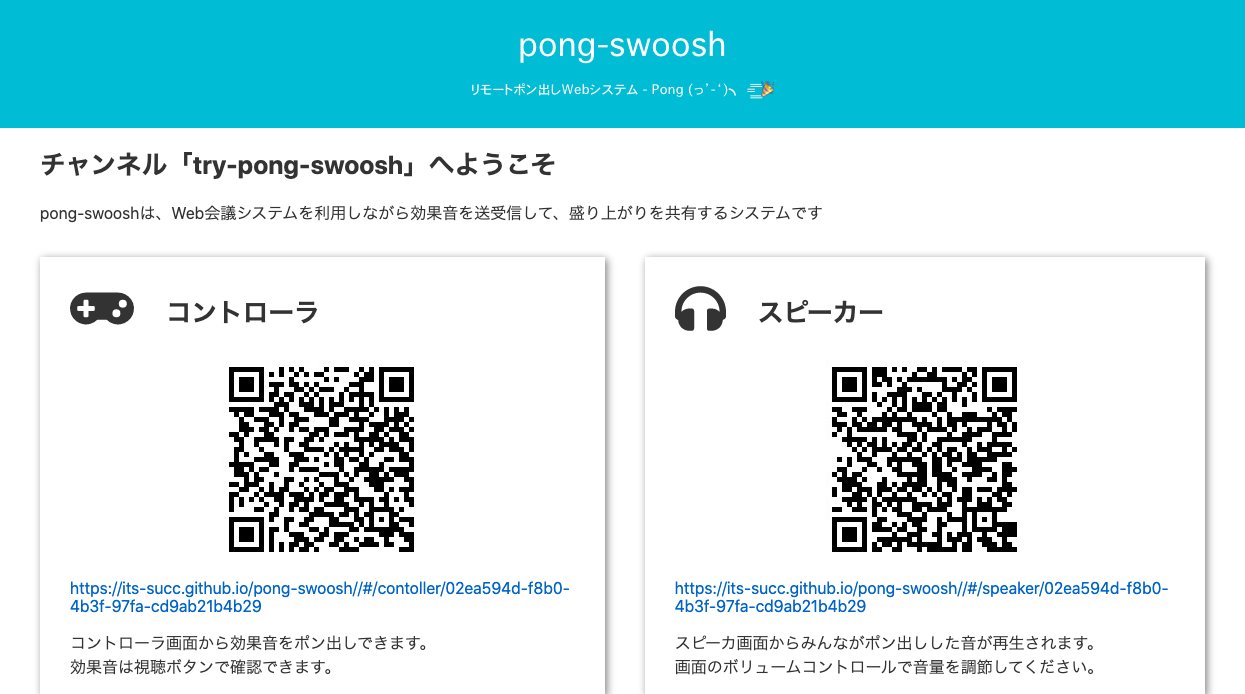 pong-swoosh
リモートポン出しWebシステム - Pong (っ'-')╮ =͟͟͞͞🎉
チャンネル「try-pong-swoosh」へようこそ
pong-swooshは、Web会議システムを利用しながら効果音を送受信して、盛り上がりを共有するシステムです
コントローラ
https://its-succ.github.io/pong-swoosh//#/contoller/02ea594d-f8b0-
4b3f-97fa-cd9ab21b4b29
コントローラ画面から効果音をポン出しできます。
効果音は視聴ボタンで確認できます。
スピーカー
https://its-succ.github.io/pong-swoosh//#/speaker/02ea594d-f8b0-
4b3f-97fa-cd9ab21b4b29
スピーカ画面からみんながポン出しした音が再生されます。
画面のボリュームコントロールで音量を調節してください。